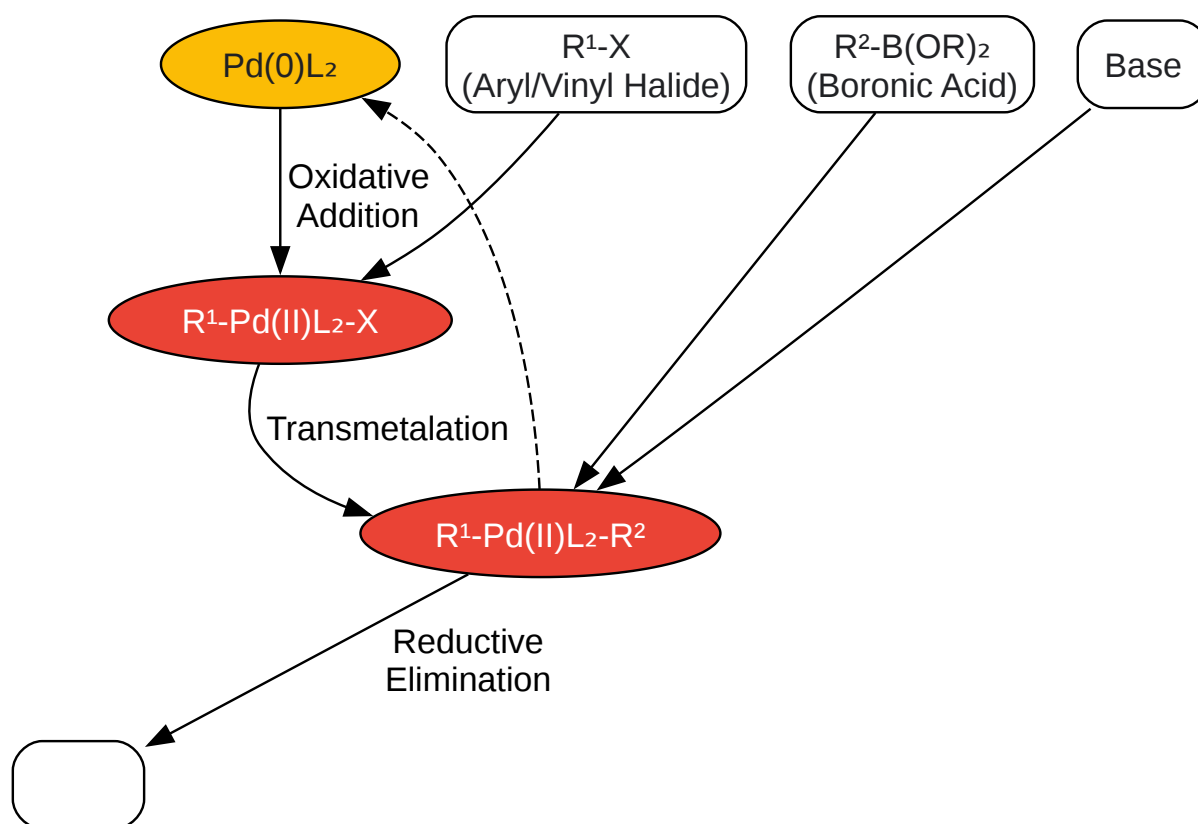 Pd(0)L₂
R¹-X
(Aryl/Vinyl Halide)
R²-B(OR)₂
(Boronic Acid)
Base
Oxidative
Addition
R¹-Pd(II)L₂-X
Transmetalation
R¹-Pd(II)L₂-R²
Reductive
Elimination